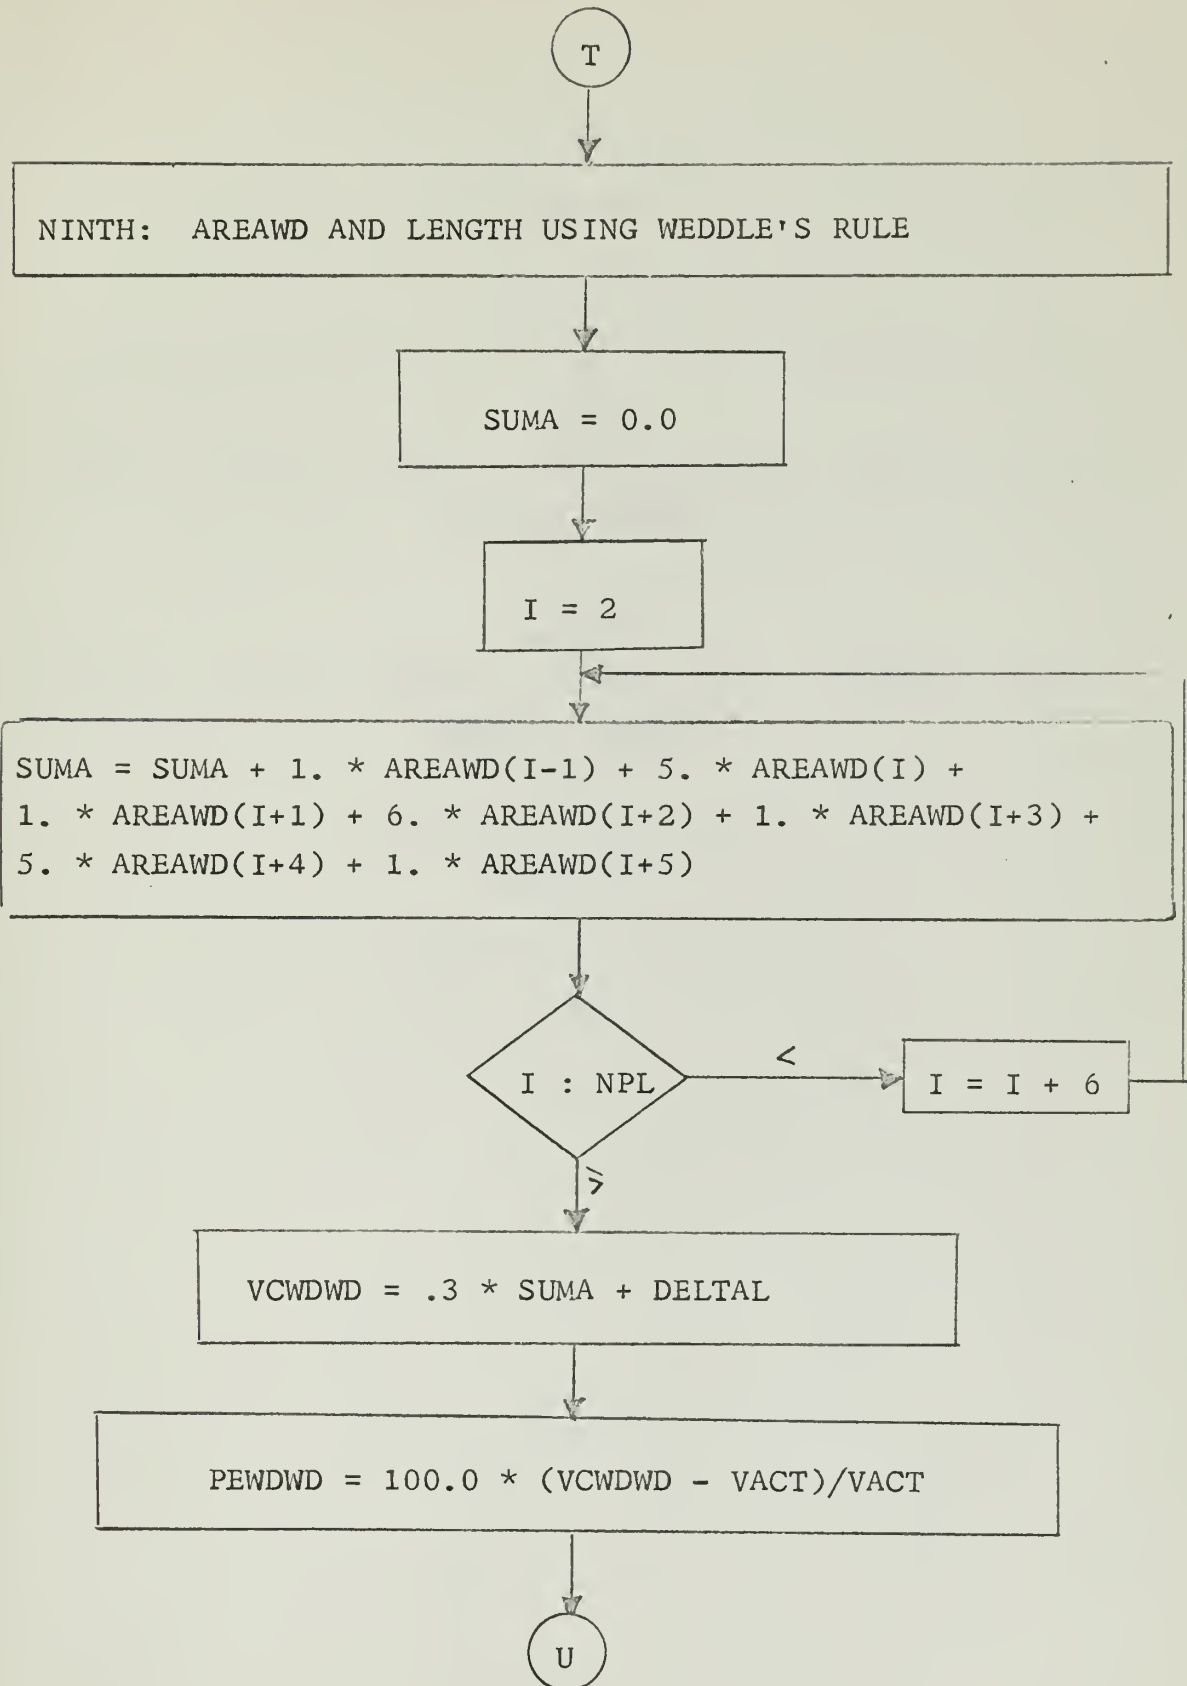 T
NINTH: AREAWD AND LENGTH USING WEDDLE'S RULE
SUMA = 0.0
I = 2
SUMA = SUMA + 1. * AREAWD(I-1) + 5. * AREAWD(I) +
1. * AREAWD(I+1) + 6. * AREAWD(I+2) + 1. * AREAWD(I+3) +
5. * AREAWD(I+4) + 1. * AREAWD(I+5)
I : NPL
<
I = I + 6
≥
VCWDWD = .3 * SUMA + DELTAL
PEWDWD = 100.0 * (VCWDWD - VACT)/VACT
U